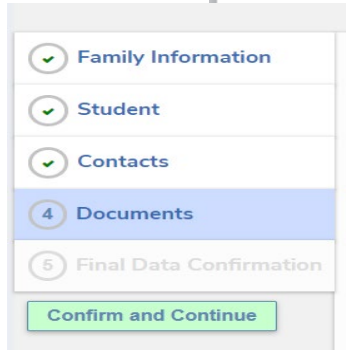 Family Information
Student
Contacts
4 Documents
5 Final Data Confirmation
Confirm and Continue